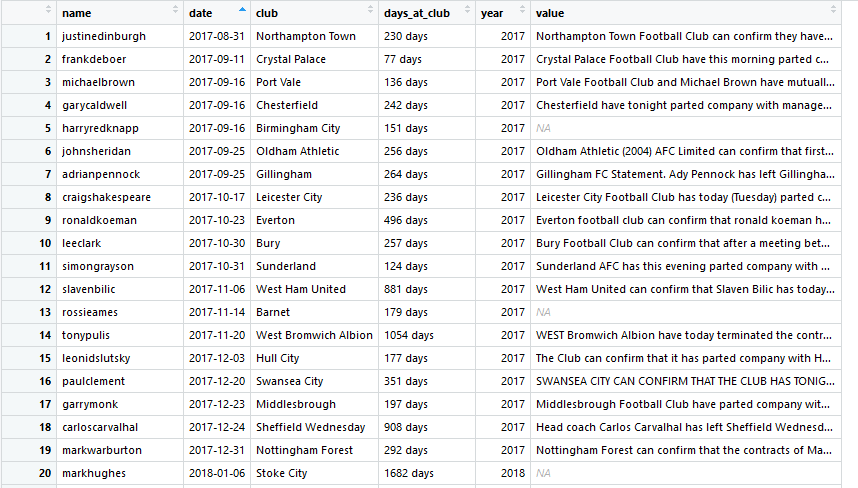 name date club days_at_club year value
1 justinedinburgh 2017-08-31 Northampton Town 230 days 2017 Northampton Town Football Club can confirm they have...
2 frankdeboer 2017-09-11 Crystal Palace 77 days 2017 Crystal Palace Football Club have this morning parted c...
3 michaelbrown 2017-09-16 Port Vale 136 days 2017 Port Vale Football Club and Michael Brown have mutuall...
4 garycaldwell 2017-09-16 Chesterfield 242 days 2017 Chesterfield have tonight parted company with manage...
5 harryredknapp 2017-09-16 Birmingham City 151 days 2017 NA
6 johnsheridan 2017-09-25 Oldham Athletic 256 days 2017 Oldham Athletic (2004) AFC Limited can confirm that first...
7 adrianpennock 2017-09-25 Gillingham 264 days 2017 Gillingham FC Statement. Ady Pennock has left Gillingha...
8 craigshakespeare 2017-10-17 Leicester City 236 days 2017 Leicester City Football Club has today (Tuesday) parted c...
9 ronaldkoeman 2017-10-23 Everton 496 days 2017 Everton football club can confirm that ronald koeman h...
10 leeclark 2017-10-30 Bury 257 days 2017 Bury Football Club can confirm that after a meeting bet...
11 simongrayson 2017-10-31 Sunderland 124 days 2017 Sunderland AFC has this evening parted company with ...
12 slavenbilic 2017-11-06 West Ham United 881 days 2017 West Ham United can confirm that Slaven Bilic has today...
13 rossieames 2017-11-14 Barnet 179 days 2017 NA
14 tonypulis 2017-11-20 West Bromwich Albion 1054 days 2017 WEST Bromwich Albion have today terminated the contr...
15 leonidslutsky 2017-12-03 Hull City 177 days 2017 The Club can confirm that it has parted company with H...
16 paulclement 2017-12-20 Swansea City 351 days 2017 SWANSEA CITY CAN CONFIRM THAT THE CLUB HAS TONIG...
17 garrymonk 2017-12-23 Middlesbrough 197 days 2017 Middlesbrough Football Club have parted company wit...
18 carloscarvalhal 2017-12-24 Sheffield Wednesday 908 days 2017 Head coach Carlos Carvalhal has left Sheffield Wednesd...
19 markwarburton 2017-12-31 Nottingham Forest 292 days 2017 Nottingham Forest can confirm that the contracts of Ma...
20 markhughes 2018-01-06 Stoke City 1682 days 2018 NA